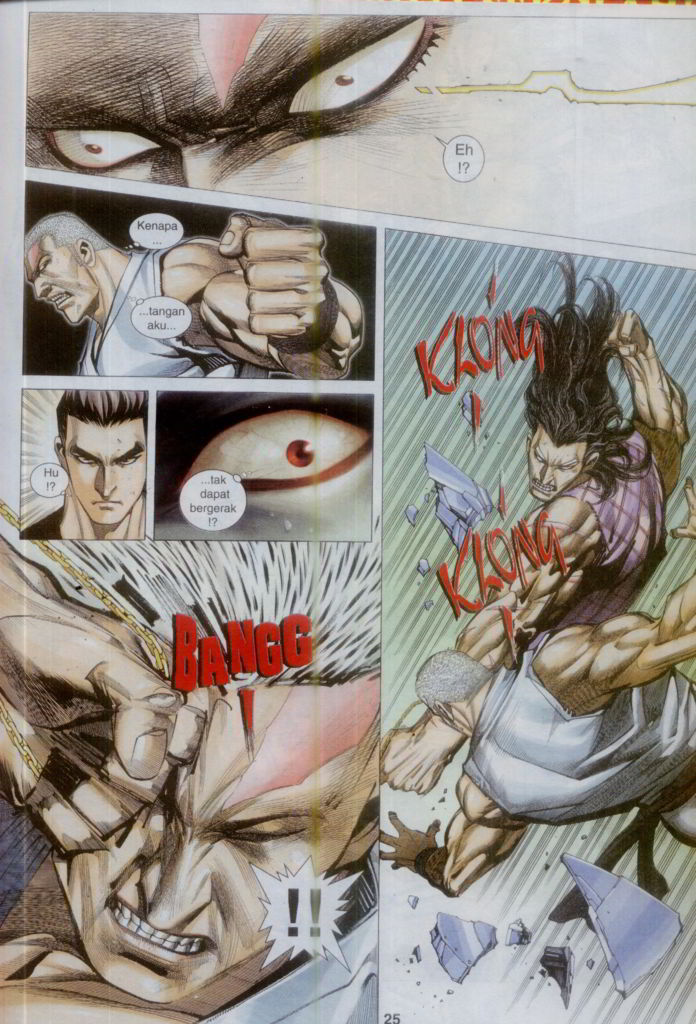 Eh
!?
Kenapa
...
...tangan
aku...
Hu
!?
...tak
dapat
bergerak
!?
BANGG
!
!!
KLONG
!
KLONG
!
25